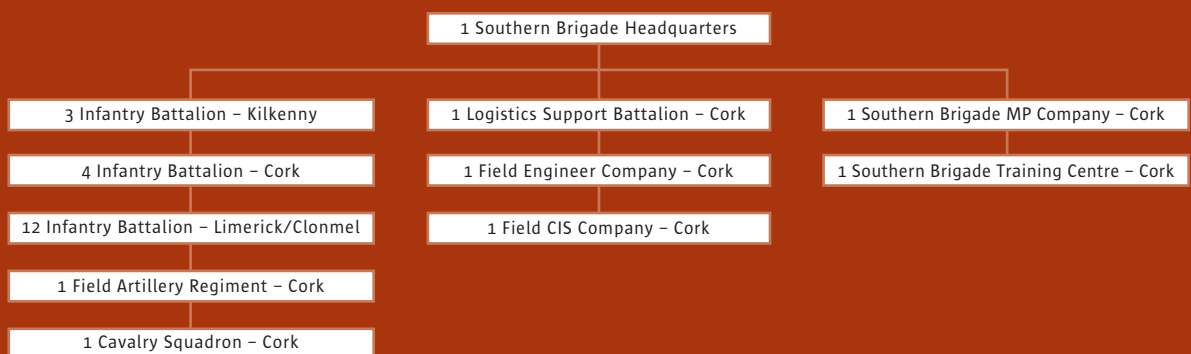 1 Southern Brigade Headquarters
3 Infantry Battalion – Kilkenny
4 Infantry Battalion – Cork
12 Infantry Battalion – Limerick/Clonmel
1 Field Artillery Regiment – Cork
1 Cavalry Squadron – Cork
1 Logistics Support Battalion – Cork
1 Field Engineer Company – Cork
1 Field CIS Company – Cork
1 Southern Brigade MP Company – Cork
1 Southern Brigade Training Centre – Cork